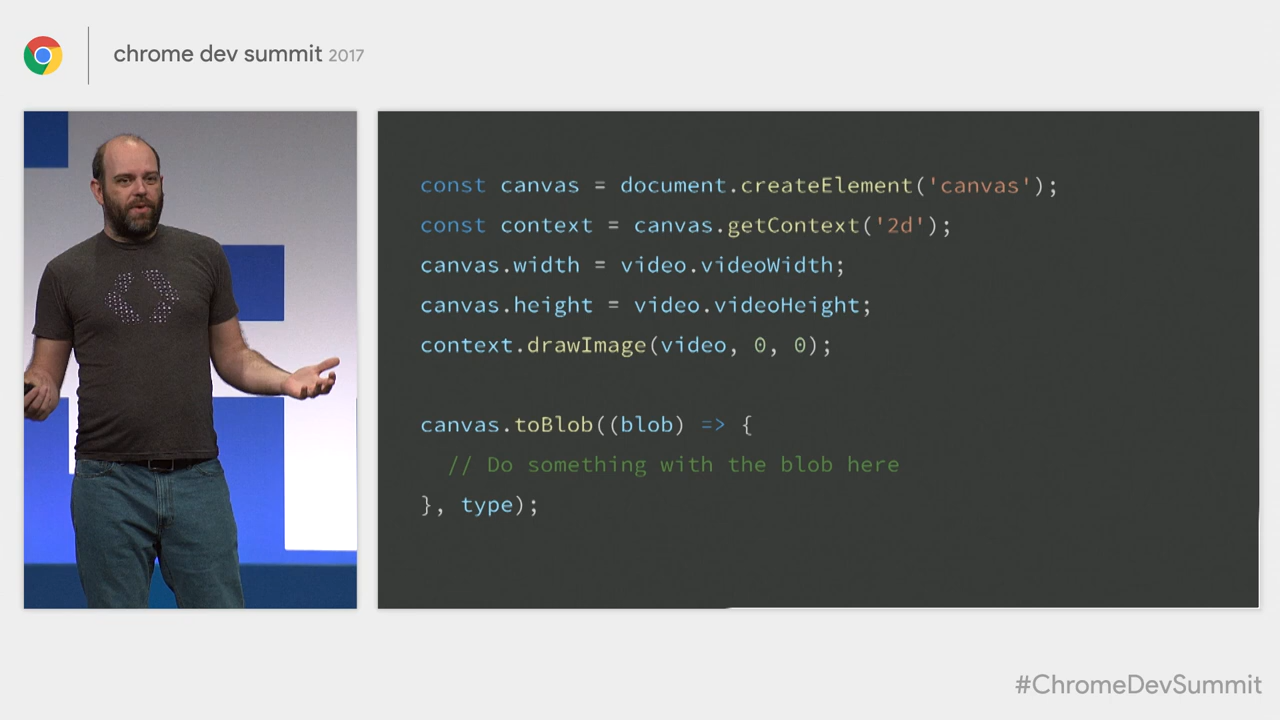 chrome dev summit 2017
const canvas = document.createElement('canvas');
const context = canvas.getContext('2d');
canvas.width = video.videoWidth;
canvas.height = video.videoHeight;
context.drawImage(video, 0, 0);
canvas.toBlob((blob) => {
// Do something with the blob here
}, type);
#ChromeDevSummit